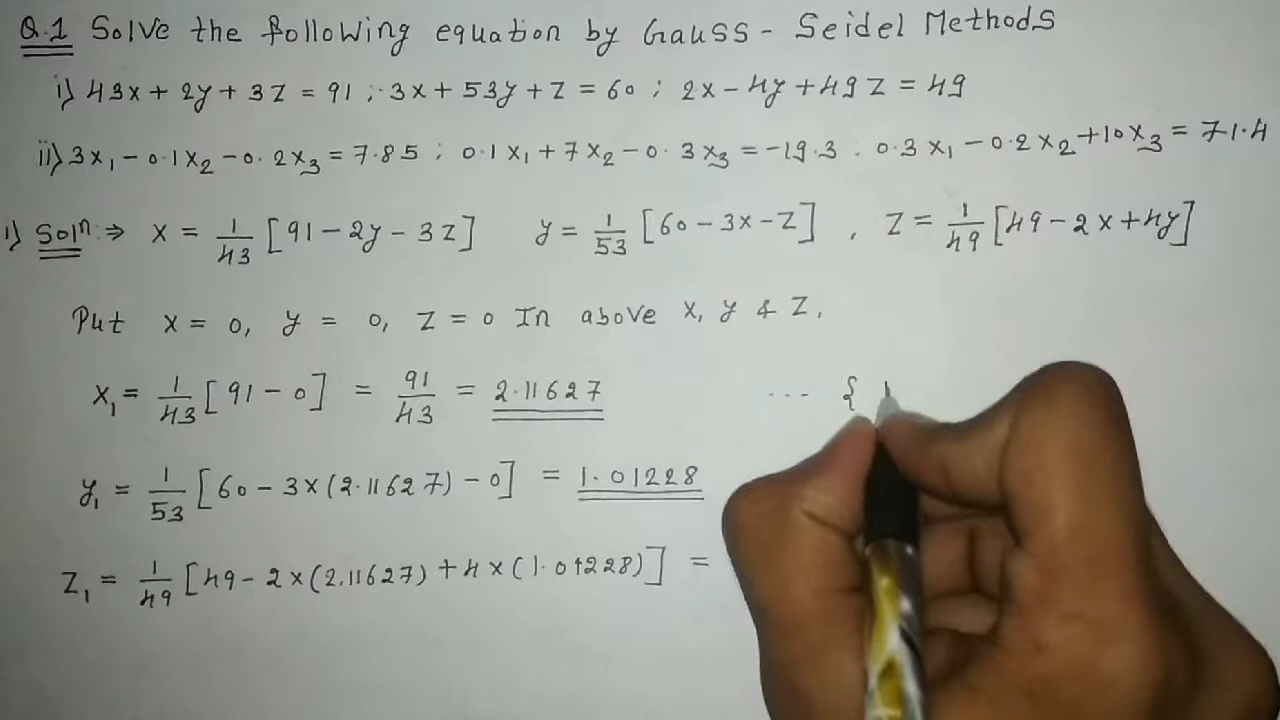 Q.1 Solve the following equation by Gauss - Seidel Methods
i) 43x + 2y + 3z = 91 ; 3x + 53y + z = 60 ; 2x - 4y + 49z = 49
ii) 3x₁ - 0.1x₂ - 0.2x₃ = 7.85 ; 0.1x₁ + 7x₂ - 0.3x₃ = -19.3 . 0.3x₁ - 0.2x₂ + 10x₃ = 71.4
1) Solⁿ: ⇒ x = 1/43 [91 - 2y - 3z] y = 1/53 [60 - 3x - z] , z = 1/49 [49 - 2x + 4y]
Put x = 0, y = 0, z = 0 In above x, y & z.
x₁ = 1/43 [91 - 0] = 91/43 = 2.11627 --- {
y₁ = 1/53 [60 - 3×(2.11627) - 0] = 1.01228
z₁ = 1/49 [49 - 2×(2.11627) + 4×(1.01228)] =